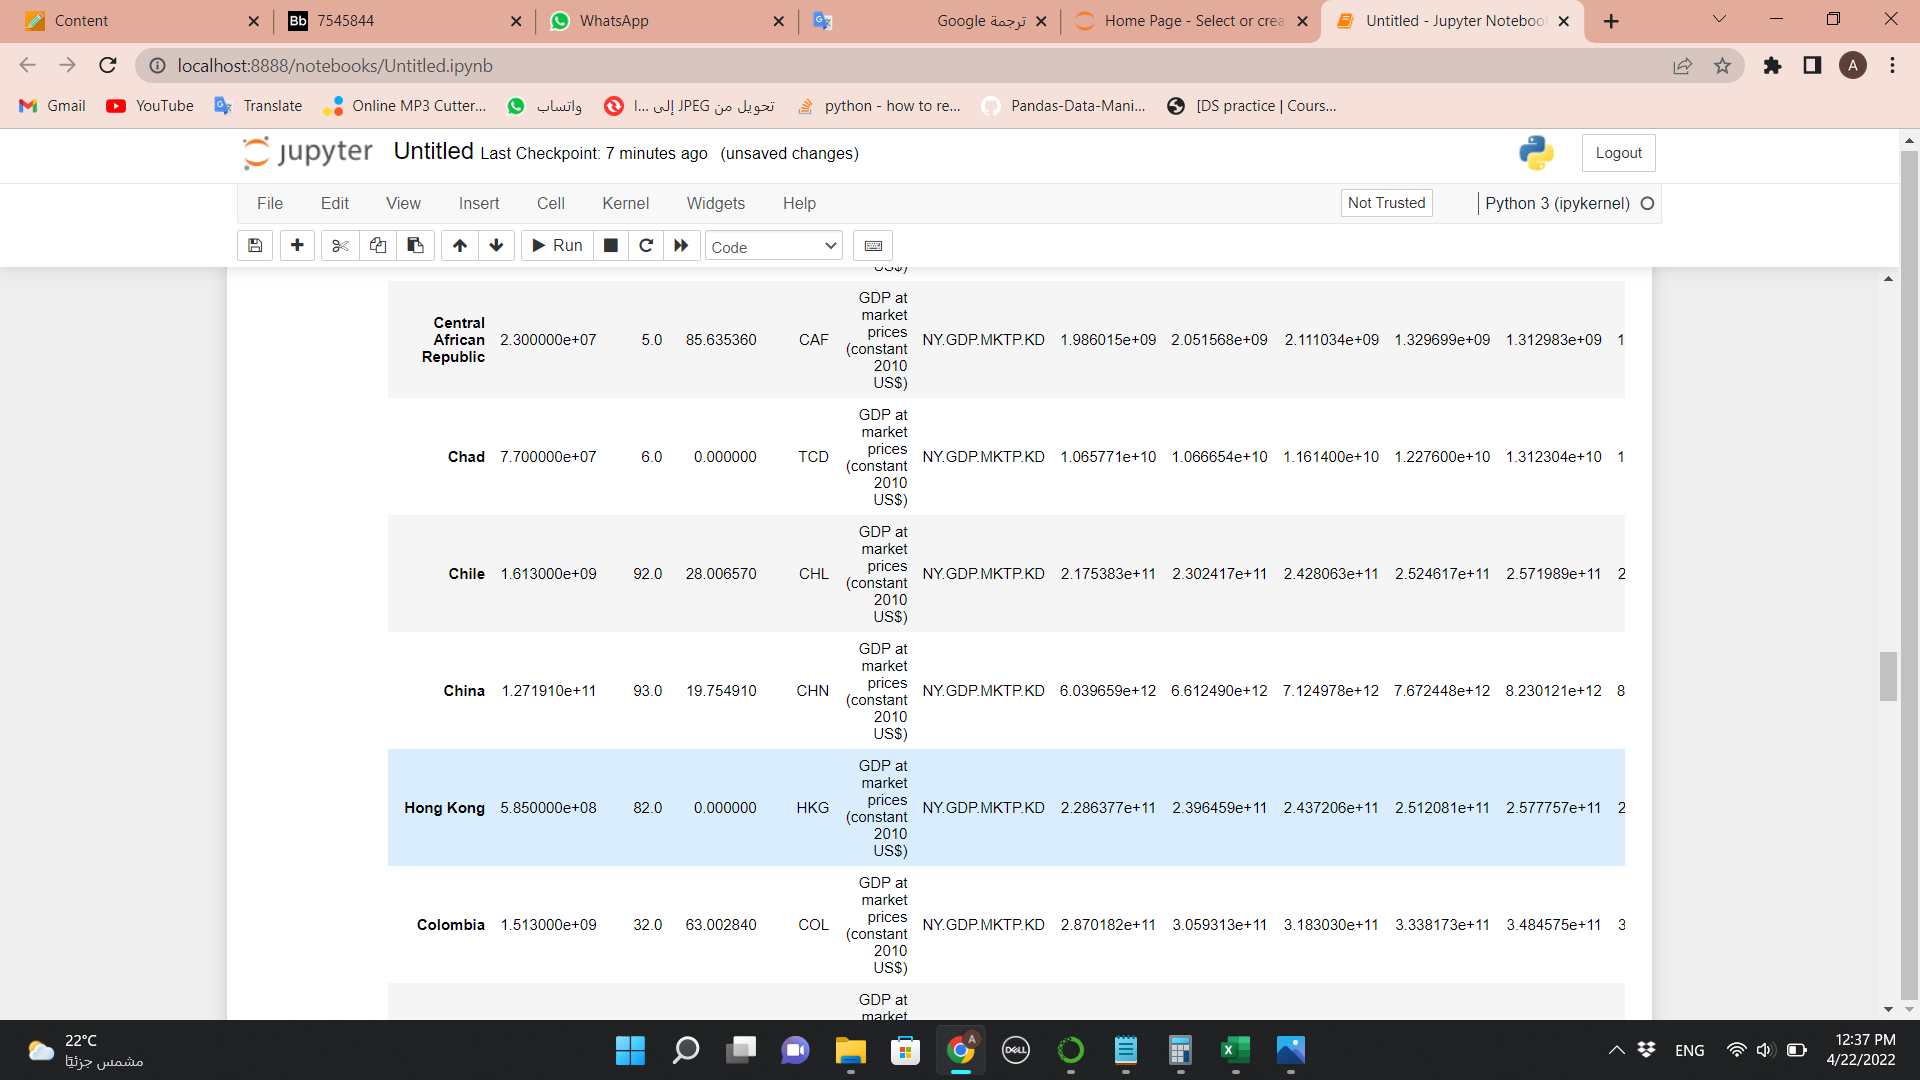 Content
Bb 7545844
WhatsApp
ترجمة Google
Home Page - Select or crea
Untitled - Jupyter Noteboo
localhost:8888/notebooks/Untitled.ipynb
A
Gmail
YouTube
Translate
Online MP3 Cutter...
واتساب
تحويل من JPEG إلى I...
python - how to re...
Pandas-Data-Mani...
[DS practice | Cours...
jupyter Untitled Last Checkpoint: 7 minutes ago (unsaved changes)
Logout
File Edit View Insert Cell Kernel Widgets Help
Not Trusted
Python 3 (ipykernel)
Run
Code
US$)
Central African Republic 2.300000e+07 5.0 85.635360 CAF GDP at market prices (constant 2010 US$) NY.GDP.MKTP.KD 1.986015e+09 2.051568e+09 2.111034e+09 1.329699e+09 1.312983e+09 1
Chad 7.700000e+07 6.0 0.000000 TCD GDP at market prices (constant 2010 US$) NY.GDP.MKTP.KD 1.065771e+10 1.066654e+10 1.161400e+10 1.227600e+10 1.312304e+10 1
Chile 1.613000e+09 92.0 28.006570 CHL GDP at market prices (constant 2010 US$) NY.GDP.MKTP.KD 2.175383e+11 2.302417e+11 2.428063e+11 2.524617e+11 2.571989e+11 2
China 1.271910e+11 93.0 19.754910 CHN GDP at market prices (constant 2010 US$) NY.GDP.MKTP.KD 6.039659e+12 6.612490e+12 7.124978e+12 7.672448e+12 8.230121e+12 8
Hong Kong 5.850000e+08 82.0 0.000000 HKG GDP at market prices (constant 2010 US$) NY.GDP.MKTP.KD 2.286377e+11 2.396459e+11 2.437206e+11 2.512081e+11 2.577757e+11 2
Colombia 1.513000e+09 32.0 63.002840 COL GDP at market prices (constant 2010 US$) NY.GDP.MKTP.KD 2.870182e+11 3.059313e+11 3.183030e+11 3.338173e+11 3.484575e+11 3
GDP at
market
22°C
مشمس جزئيًا
DELL
A
ENG
12:37 PM
4/22/2022